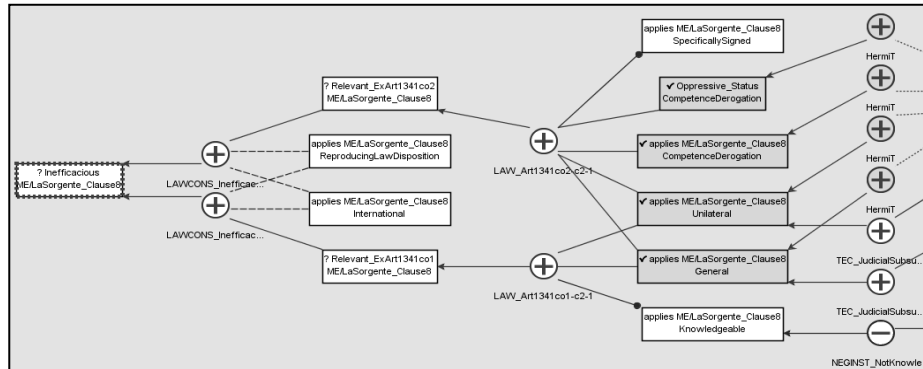 applies ME/LaSorgente_Clause8
SpecificallySigned
HermiT
? Relevant_ExArt1341co2
ME/LaSorgente_Clause8
✔ Oppressive_Status
CompetenceDerogation
HermiT
applies ME/LaSorgente_Clause8
ReproducingLawDisposition
✔ applies ME/LaSorgente_Clause8
CompetenceDerogation
HermiT
? Inefficacious
ME/LaSorgente_Clause8
LAWCONS_Inefficac...
LAW_Art1341co2-c2-1
applies ME/LaSorgente_Clause8
International
✔ applies ME/LaSorgente_Clause8
Unilateral
HermiT
LAWCONS_Inefficac...
? Relevant_ExArt1341co1
ME/LaSorgente_Clause8
✔ applies ME/LaSorgente_Clause8
General
TEC_JudicialSubsu...
LAW_Art1341co1-c2-1
applies ME/LaSorgente_Clause8
Knowledgeable
TEC_JudicialSubsu...
NEGINST_NotKnowle